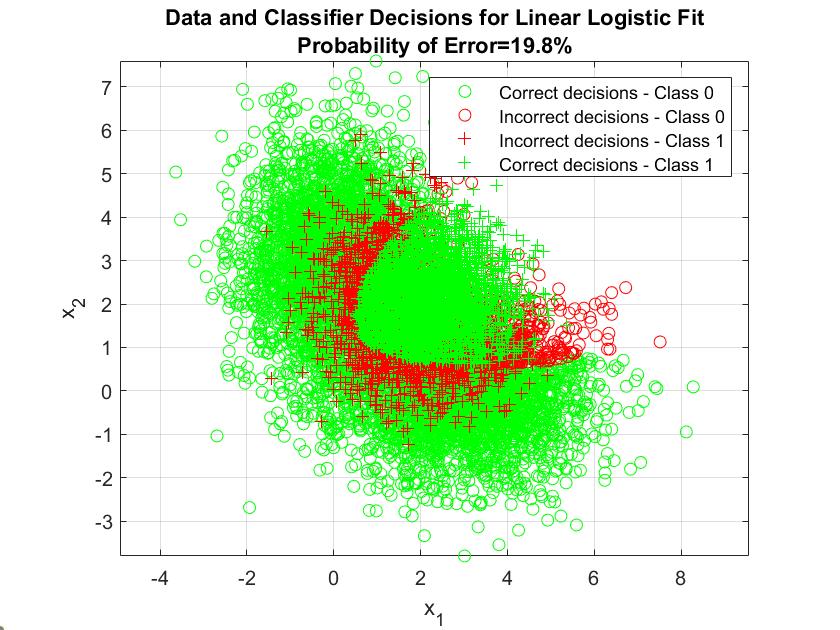 Data and Classifier Decisions for Linear Logistic Fit
Probability of Error=19.8%
Correct decisions - Class 0
Incorrect decisions - Class 0
Incorrect decisions - Class 1
Correct decisions - Class 1
7
6
5
4
3
2
1
0
-1
-2
-3
x2
-4 -2 0 2 4 6 8
x1